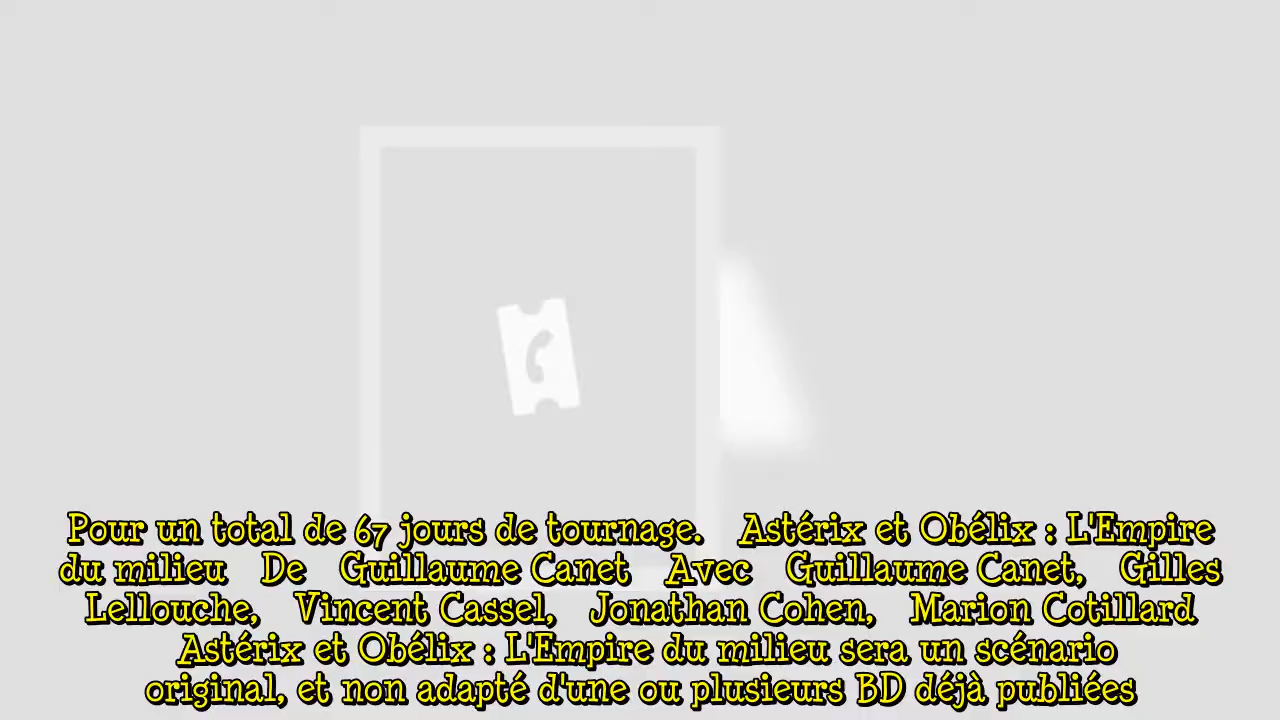 Pour un total de 67 jours de tournage. Astérix et Obélix : L'Empire
du milieu De Guillaume Canet Avec Guillaume Canet, Gilles
Lellouche, Vincent Cassel, Jonathan Cohen, Marion Cotillard
Astérix et Obélix : L'Empire du milieu sera un scénario
original, et non adapté d'une ou plusieurs BD déjà publiées